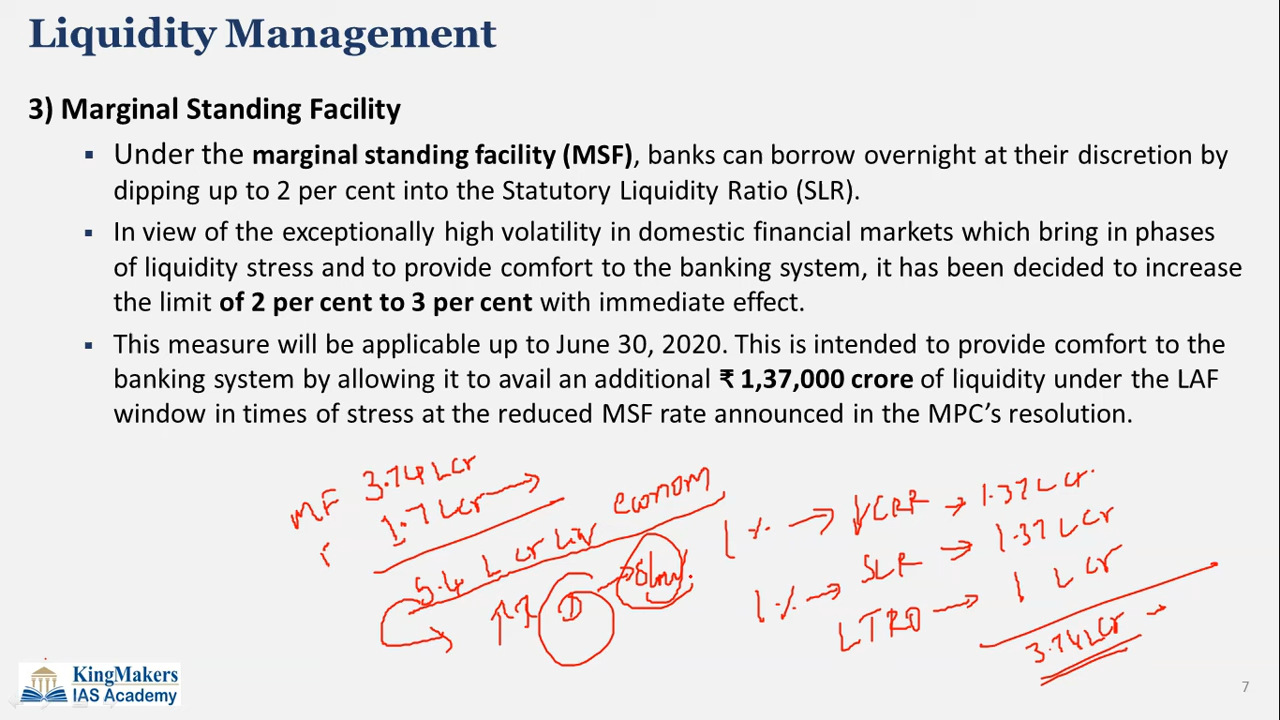 Liquidity Management
3) Marginal Standing Facility
▪ Under the marginal standing facility (MSF), banks can borrow overnight at their discretion by
dipping up to 2 per cent into the Statutory Liquidity Ratio (SLR).
▪ In view of the exceptionally high volatility in domestic financial markets which bring in phases
of liquidity stress and to provide comfort to the banking system, it has been decided to increase
the limit of 2 per cent to 3 per cent with immediate effect.
▪ This measure will be applicable up to June 30, 2020. This is intended to provide comfort to the
banking system by allowing it to avail an additional ₹ 1,37,000 crore of liquidity under the LAF
window in times of stress at the reduced MSF rate announced in the MPC's resolution.
3.74 L cr
MF 1.7 L cr →
5.4 L cr Liq economy
↑₹ D →
1 % → ↓CRR → 1.37 L cr
1 % → SLR → 1.37 L cr
LTRO → 1 L cr
3.74 L cr →
KingMakers
IAS Academy
7